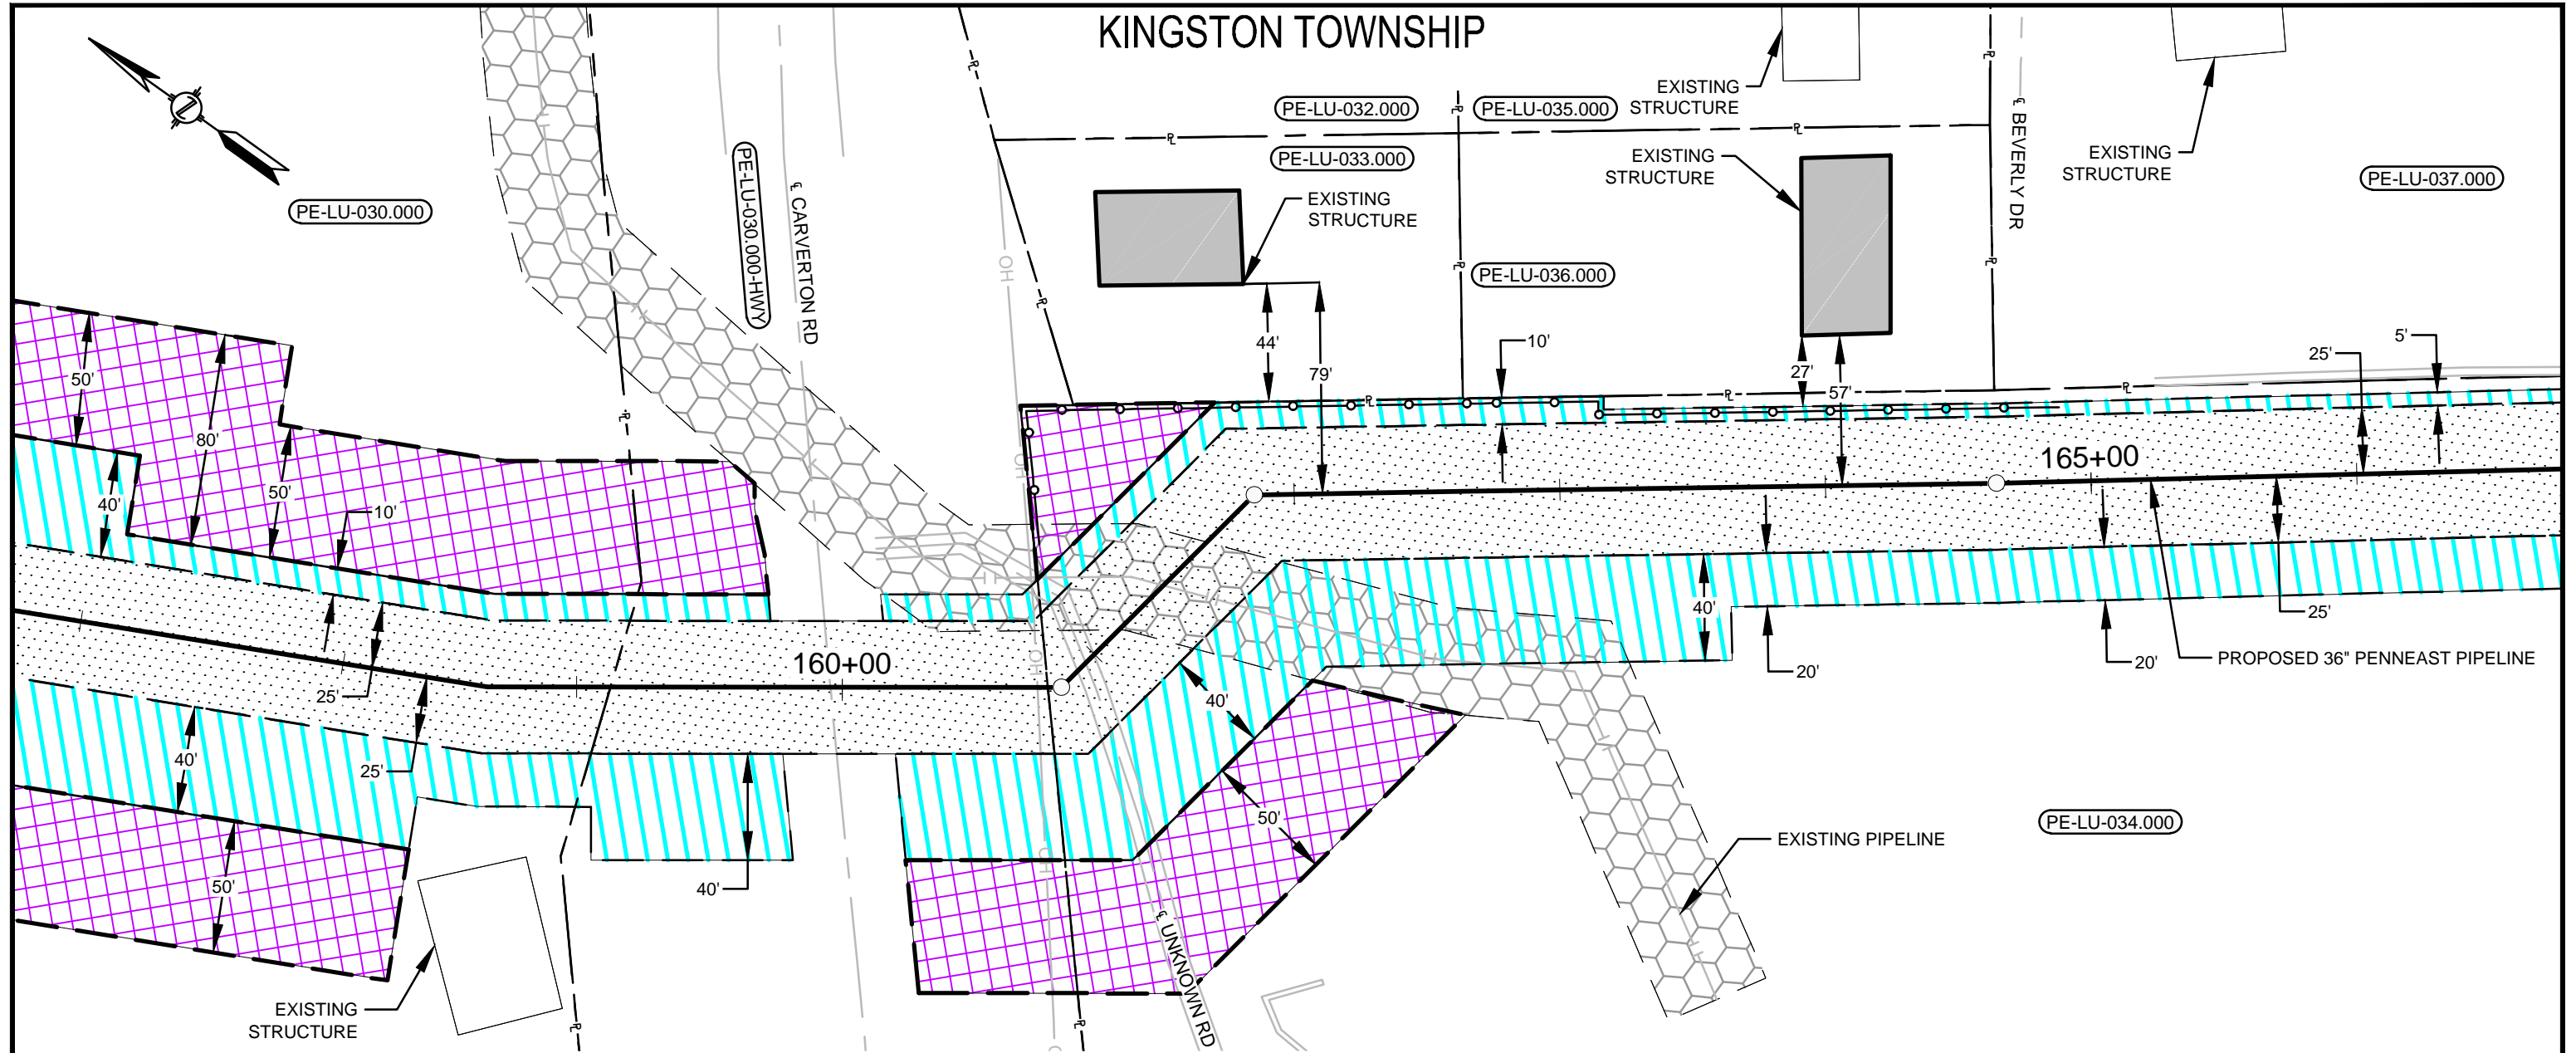 KINGSTON TOWNSHIP
PE-LU-030.000
PE-LU-030.000-HWY
℄ CARVERTON RD
PE-LU-032.000
PE-LU-035.000
PE-LU-033.000
EXISTING
STRUCTURE
EXISTING
STRUCTURE
EXISTING
STRUCTURE
PE-LU-036.000
℄ BEVERLY DR
EXISTING
STRUCTURE
PE-LU-037.000
OH
OH
OH
OH
44'
79'
10'
27'
57'
25'
5'
50'
80'
50'
40'
10'
25'
25'
40'
50'
160+00
165+00
40'
40'
50'
40'
20'
20'
25'
PROPOSED 36" PENNEAST PIPELINE
EXISTING PIPELINE
PE-LU-034.000
℄ UNKNOWN RD
EXISTING
STRUCTURE